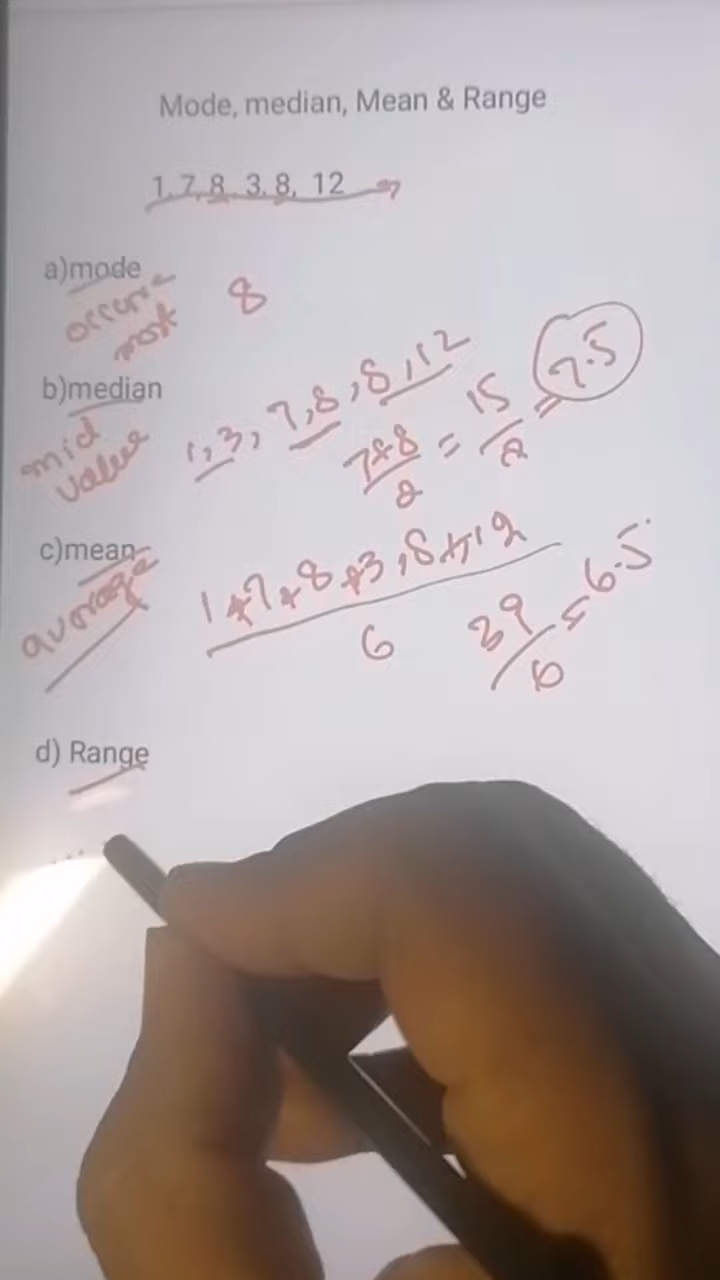 Mode, median, Mean & Range
1, 7, 8, 3, 8, 12
a)mode
occurs
most
8
b)median
mid
value
1, 3, 7, 8, 8, 12
7+8/2 = 15/2 = 7.5
c)mean
average
1+7+8+3,8+12
6
39/6 = 6.5
d) Range